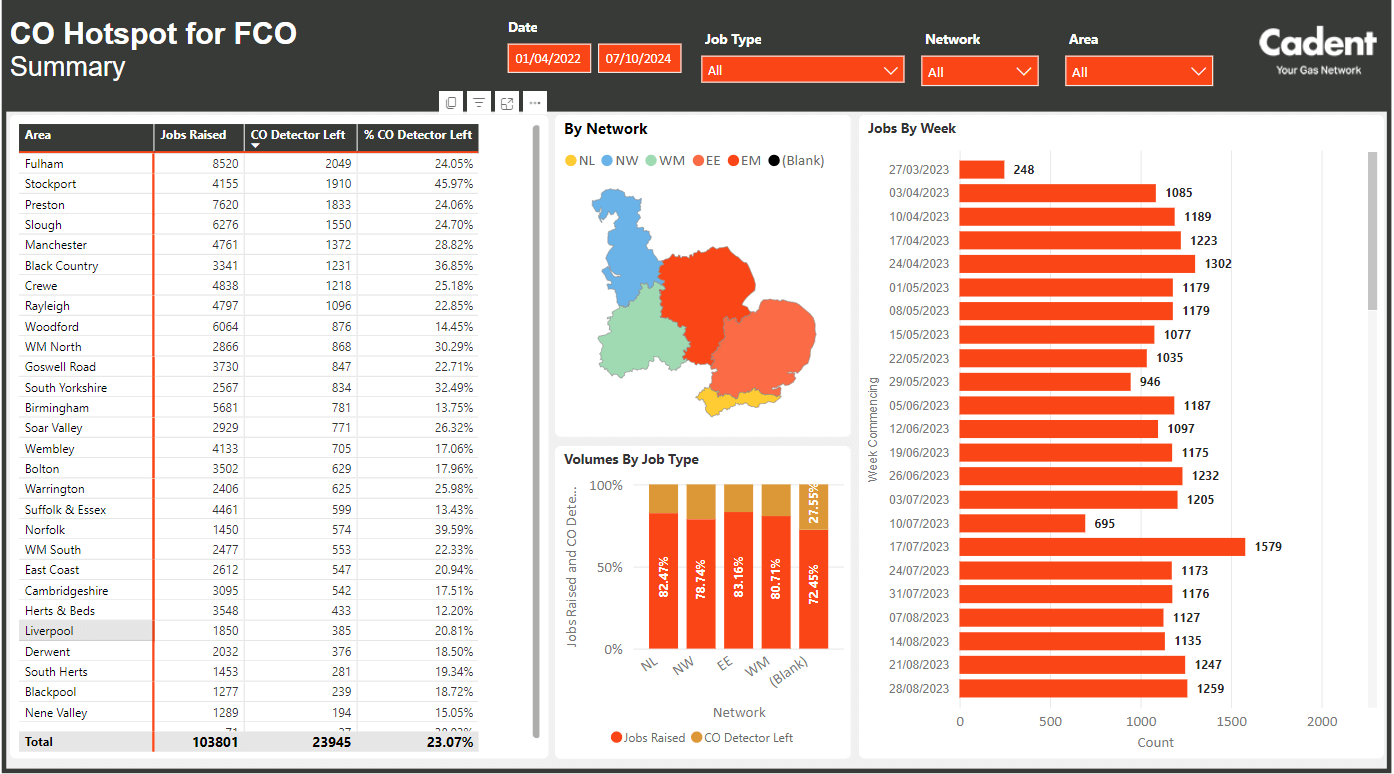 CO Hotspot for FCO
Summary
Date
01/04/2022 07/10/2024
Job Type
All
Network
All
Area
All
Cadent
Your Gas Network
Area Jobs Raised CO Detector Left % CO Detector Left
Fulham 8520 2049 24.05%
Stockport 4155 1910 45.97%
Preston 7620 1833 24.06%
Slough 6276 1550 24.70%
Manchester 4761 1372 28.82%
Black Country 3341 1231 36.85%
Crewe 4838 1218 25.18%
Rayleigh 4797 1096 22.85%
Woodford 6064 876 14.45%
WM North 2866 868 30.29%
Goswell Road 3730 847 22.71%
South Yorkshire 2567 834 32.49%
Birmingham 5681 781 13.75%
Soar Valley 2929 771 26.32%
Wembley 4133 705 17.06%
Bolton 3502 629 17.96%
Warrington 2406 625 25.98%
Suffolk & Essex 4461 599 13.43%
Norfolk 1450 574 39.59%
WM South 2477 553 22.33%
East Coast 2612 547 20.94%
Cambridgeshire 3095 542 17.51%
Herts & Beds 3548 433 12.20%
Liverpool 1850 385 20.81%
Derwent 2032 376 18.50%
South Herts 1453 281 19.34%
Blackpool 1277 239 18.72%
Nene Valley 1289 194 15.05%
Total 103801 23945 23.07%
By Network
NL NW WM EE EM (Blank)
Volumes By Job Type
Jobs Raised and CO Dete...
100%
50%
0%
82.47%
78.74%
83.16%
80.71%
72.45%
27.55%
NL NW EE WM (Blank)
Network
Jobs Raised CO Detector Left
Jobs By Week
Week Commencing
27/03/2023 248
03/04/2023 1085
10/04/2023 1189
17/04/2023 1223
24/04/2023 1302
01/05/2023 1179
08/05/2023 1179
15/05/2023 1077
22/05/2023 1035
29/05/2023 946
05/06/2023 1187
12/06/2023 1097
19/06/2023 1175
26/06/2023 1232
03/07/2023 1205
10/07/2023 695
17/07/2023 1579
24/07/2023 1173
31/07/2023 1176
07/08/2023 1127
14/08/2023 1135
21/08/2023 1247
28/08/2023 1259
0 500 1000 1500 2000
Count